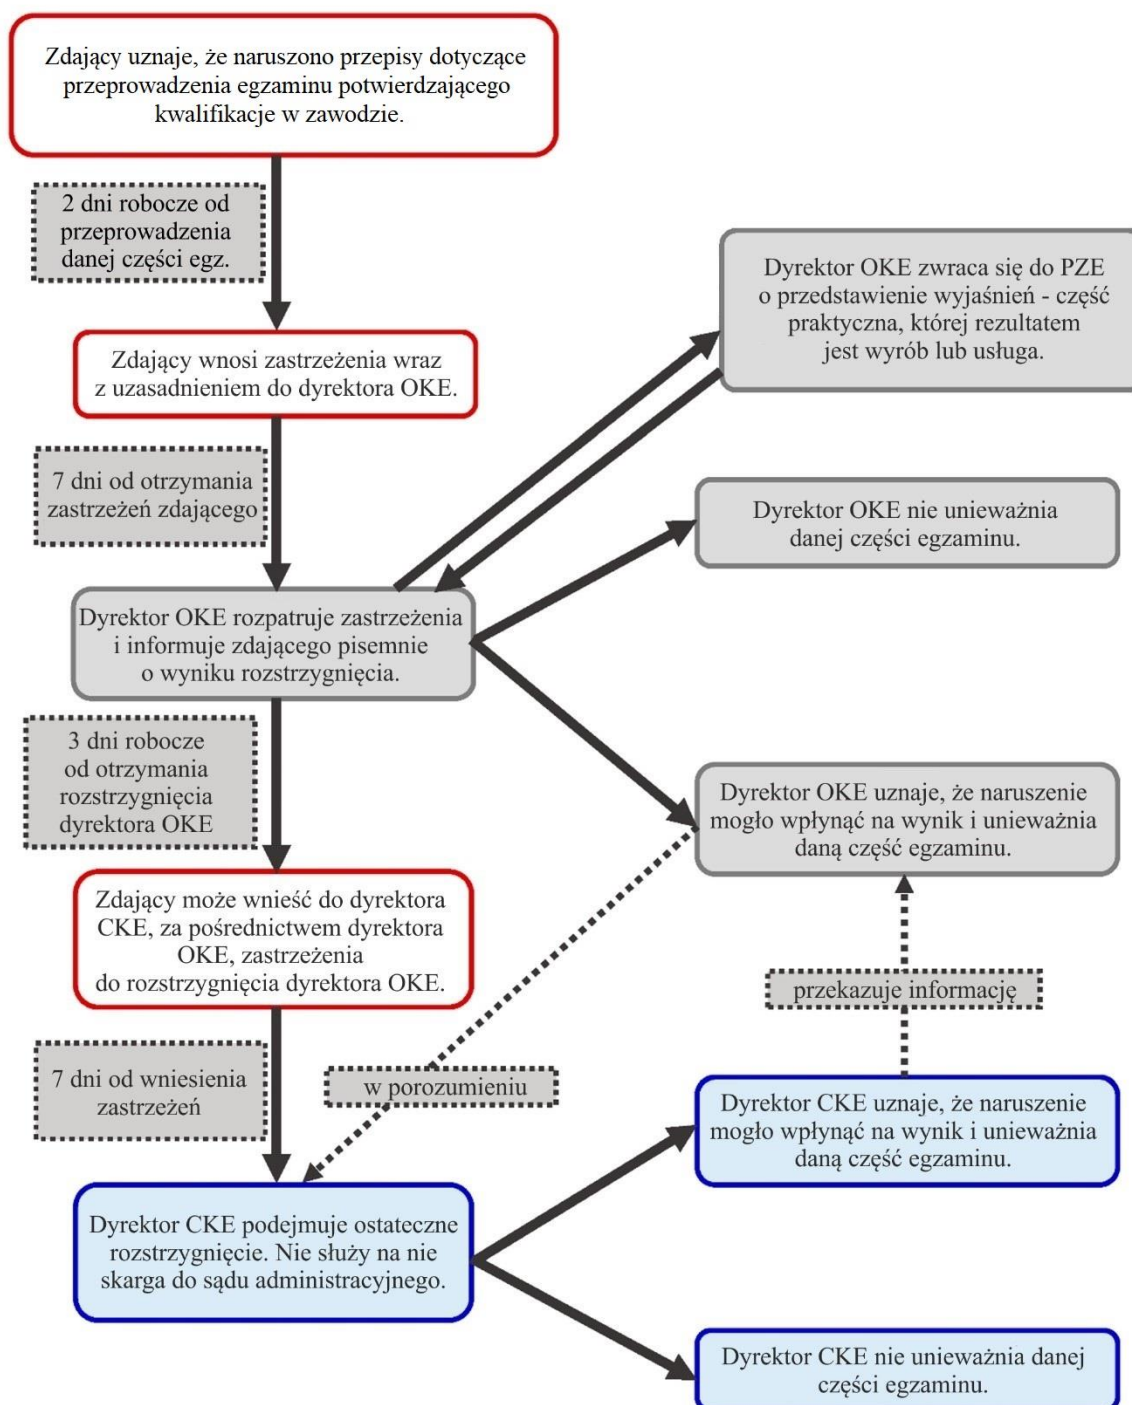 Zdający uznaje, że naruszono przepisy dotyczące
przeprowadzenia egzaminu potwierdzającego
kwalifikacje w zawodzie.
2 dni robocze od
przeprowadzenia
danej części egz.
Dyrektor OKE zwraca się do PZE
o przedstawienie wyjaśnień - część
praktyczna, której rezultatem
jest wyrób lub usługa.
Zdający wnosi zastrzeżenia wraz
z uzasadnieniem do dyrektora OKE.
7 dni od otrzymania
zastrzeżeń zdającego
Dyrektor OKE nie unieważnia
danej części egzaminu.
Dyrektor OKE rozpatruje zastrzeżenia
i informuje zdającego pisemnie
o wyniku rozstrzygnięcia.
3 dni robocze
od otrzymania
rozstrzygnięcia
dyrektora OKE
Dyrektor OKE uznaje, że naruszenie
mogło wpłynąć na wynik i unieważnia
daną część egzaminu.
Zdający może wnieść do dyrektora
CKE, za pośrednictwem dyrektora
OKE, zastrzeżenia
do rozstrzygnięcia dyrektora OKE.
przekazuje informację
7 dni od wniesienia
zastrzeżeń
w porozumieniu
Dyrektor CKE uznaje, że naruszenie
mogło wpłynąć na wynik i unieważnia
daną część egzaminu.
Dyrektor CKE podejmuje ostateczne
rozstrzygnięcie. Nie służy na nie
skarga do sądu administracyjnego.
Dyrektor CKE nie unieważnia danej
części egzaminu.